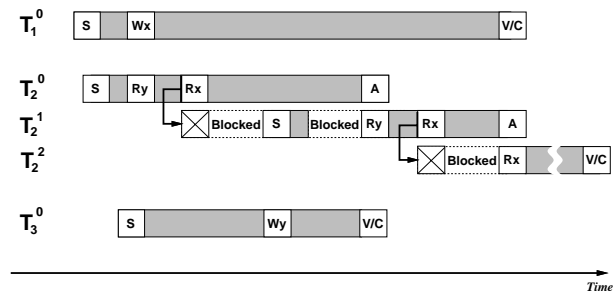 T₁⁰ S Wx V/C
T₂⁰ S Ry Rx A
T₂¹ Blocked S Blocked Ry Rx A
T₂² Blocked Rx V/C
T₃⁰ S Wy V/C
Time